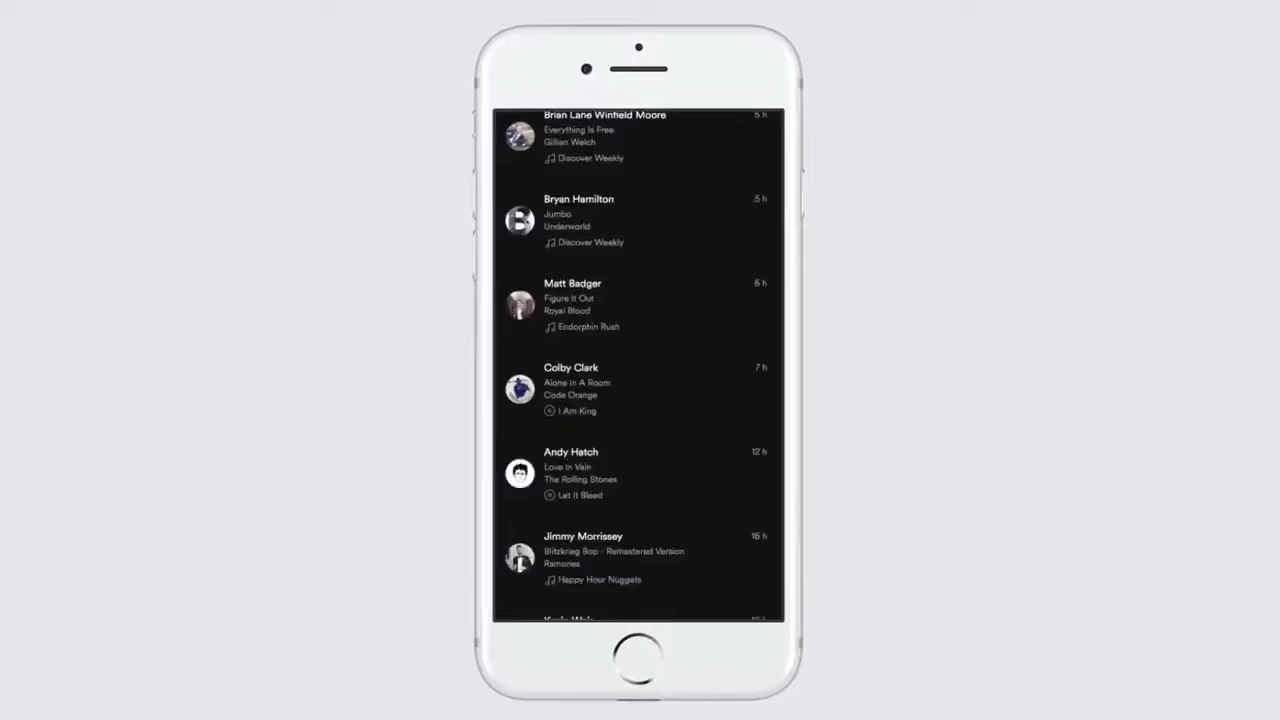 Brian Lane Winfield Moore 5 h
Everything Is Free
Gillian Welch
Discover Weekly
Bryan Hamilton 5 h
B
Jumbo
Underworld
Discover Weekly
Matt Badger 6 h
Figure It Out
Royal Blood
Endorphin Rush
Colby Clark 7 h
Alone In A Room
Code Orange
I Am King
Andy Hatch 12 h
Love In Vain
The Rolling Stones
Let It Bleed
Jimmy Morrissey 16 h
Blitzkrieg Bop - Remastered Version
Ramones
Happy Hour Nuggets